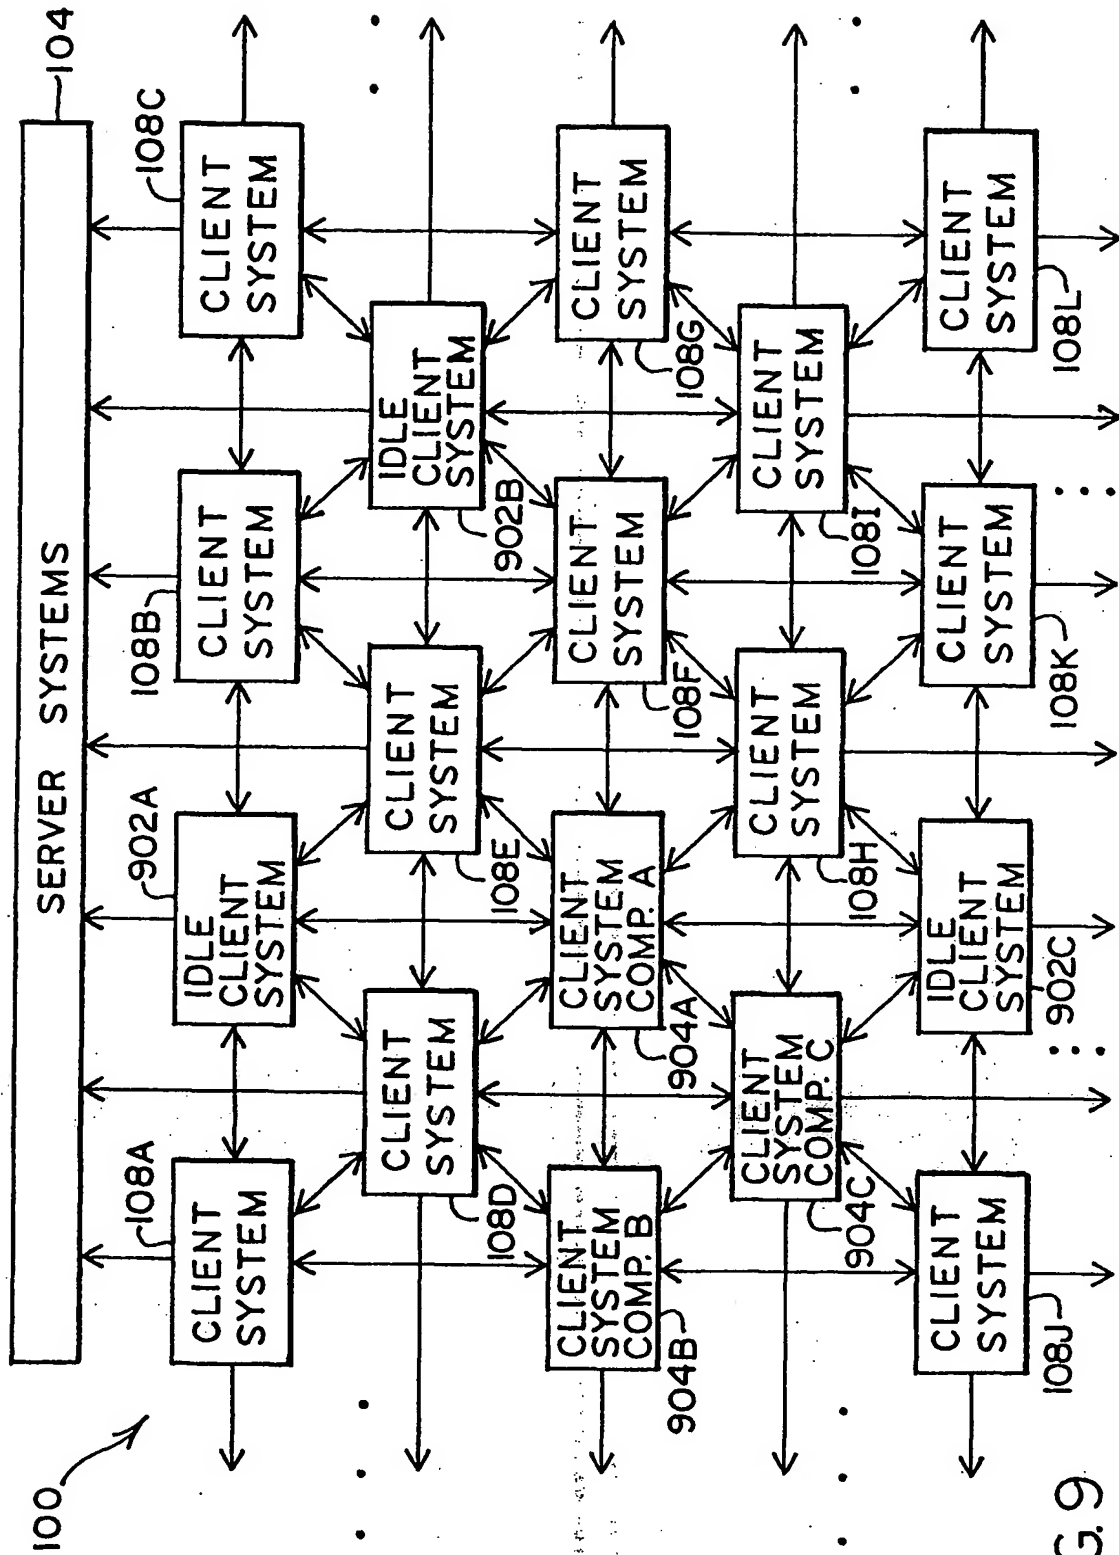 100
SERVER SYSTEMS
104
108A
CLIENT
SYSTEM
902A
IDLE
CLIENT
SYSTEM
108B
CLIENT
SYSTEM
108C
CLIENT
SYSTEM
CLIENT
SYSTEM
108D
CLIENT
SYSTEM
108E
IDLE
CLIENT
SYSTEM
902B
CLIENT
SYSTEM
COMP. B
904B
CLIENT
SYSTEM
COMP. A
904A
CLIENT
SYSTEM
108F
CLIENT
SYSTEM
108G
CLIENT
SYSTEM
COMP. C
904C
CLIENT
SYSTEM
108H
CLIENT
SYSTEM
108I
CLIENT
SYSTEM
108J
IDLE
CLIENT
SYSTEM
902C
CLIENT
SYSTEM
108K
CLIENT
SYSTEM
108L
G.9